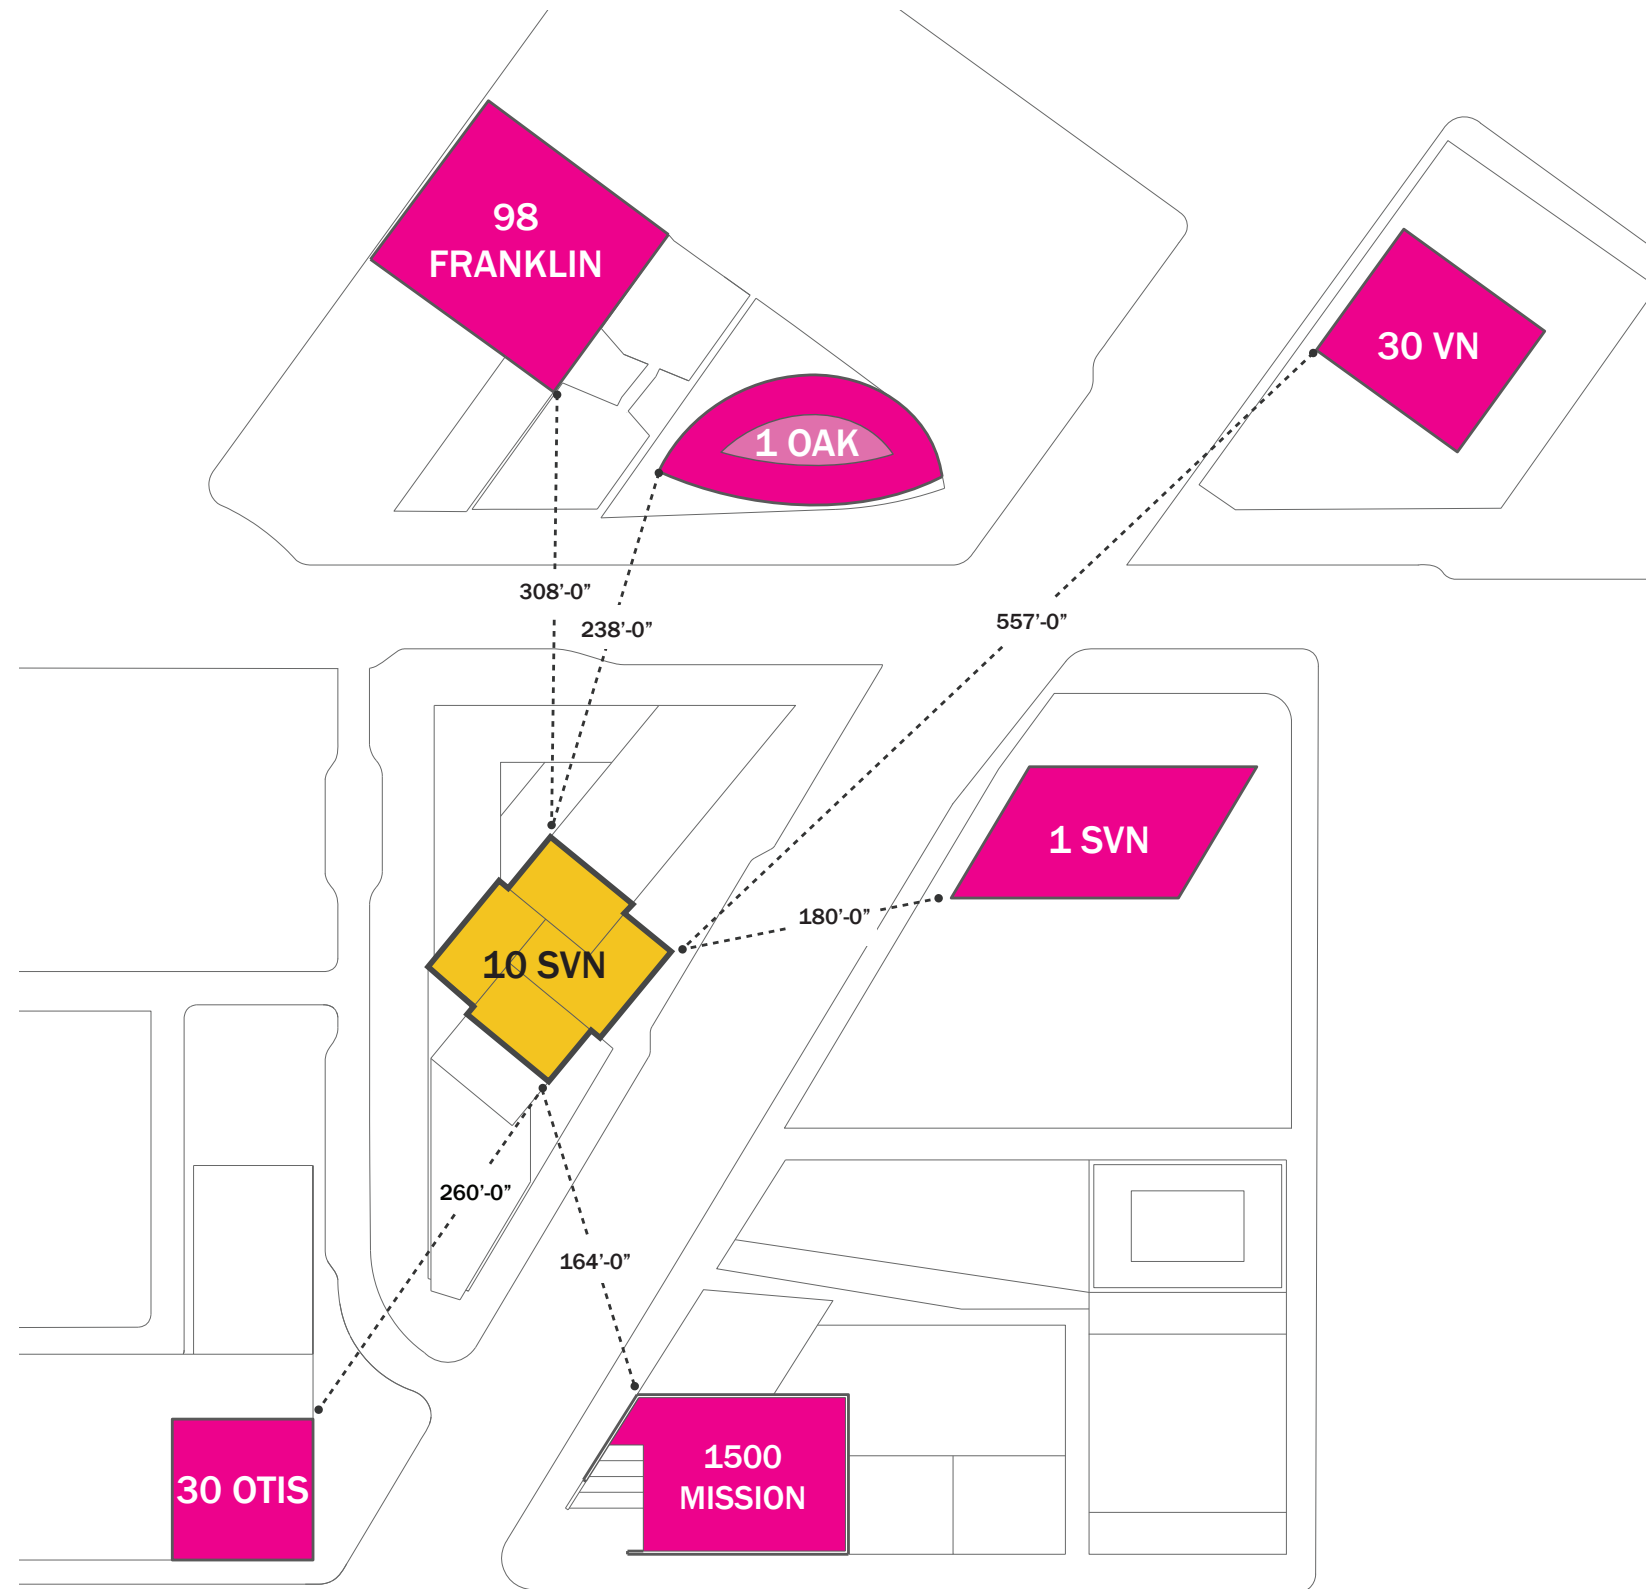 98
FRANKLIN
30 VN
1 OAK
308’-0”
238’-0”
557’-0”
1 SVN
180’-0”
10 SVN
260’-0”
164’-0”
1500
MISSION
30 OTIS